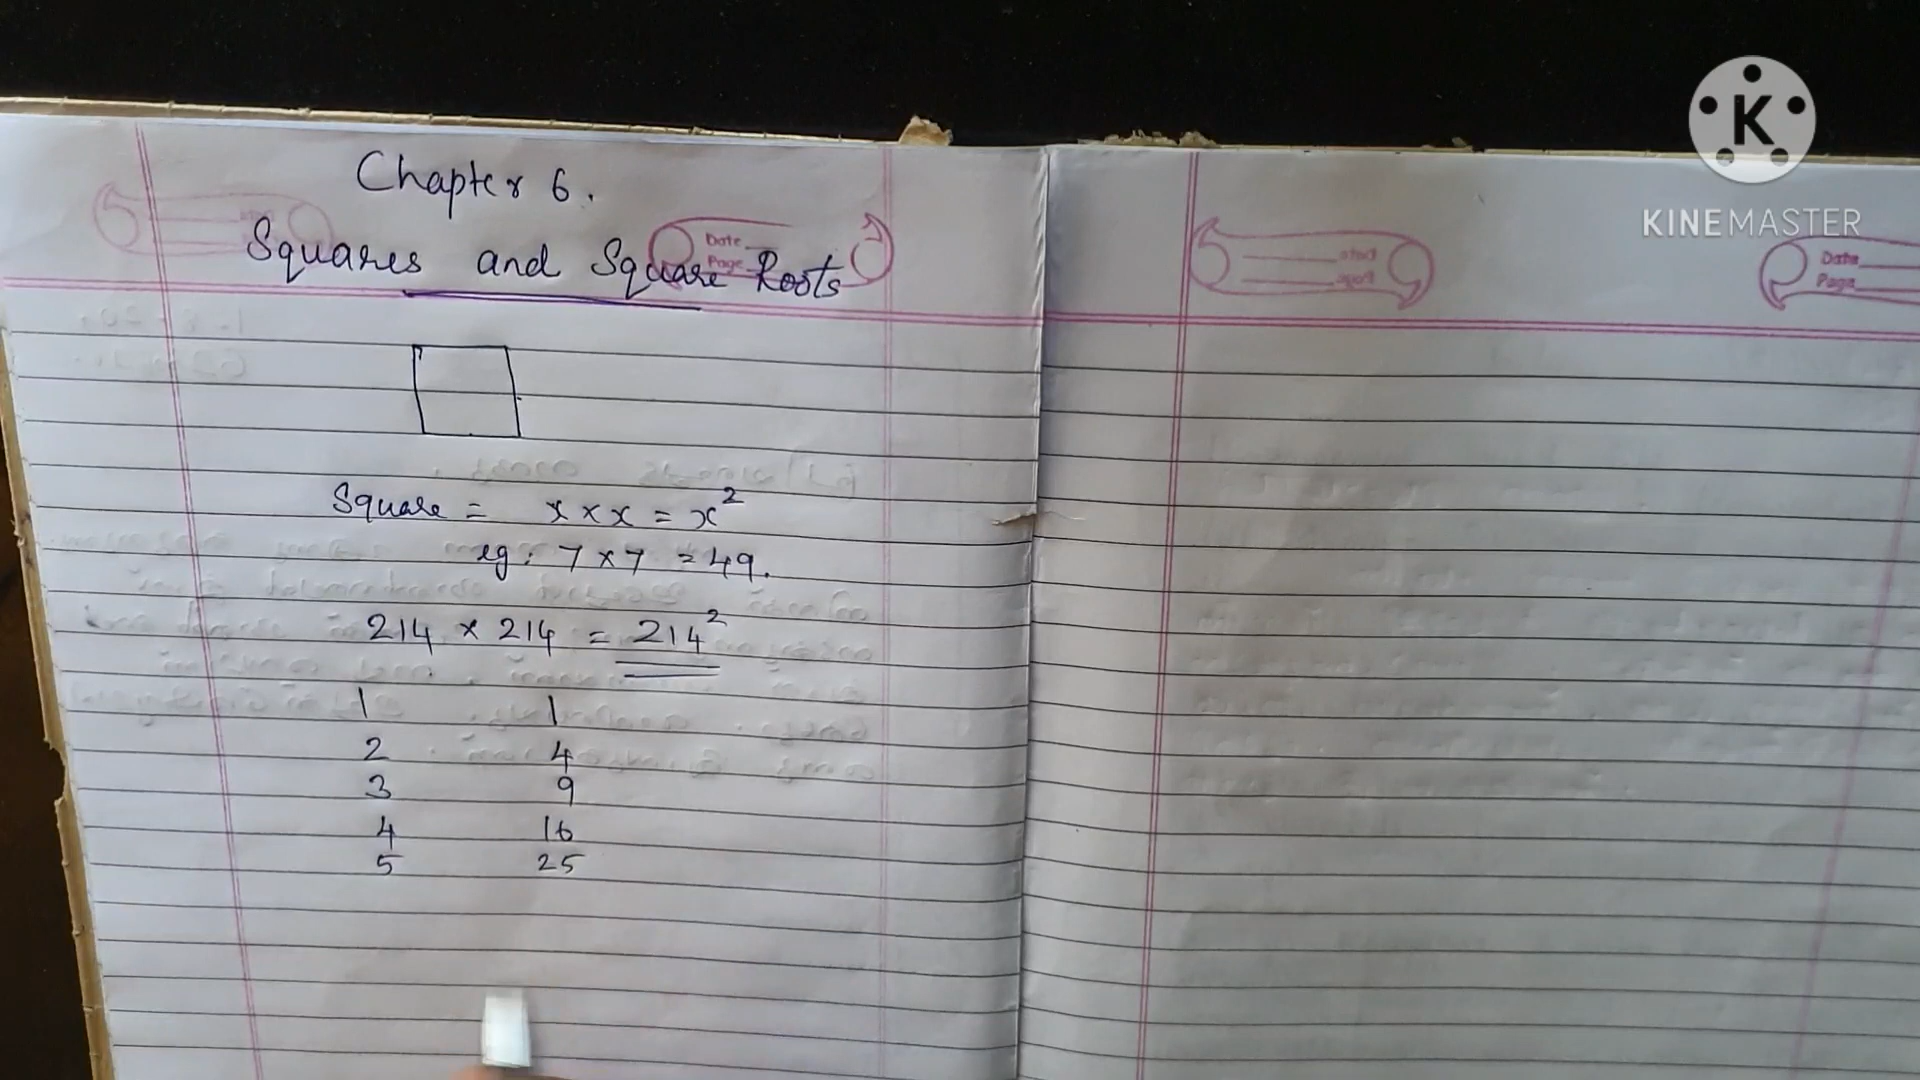 Chapter 6.
Squares and Square Roots
Date
Page
Date
Page
KINEMASTER
Square = x × x = x²
eg: 7 × 7 = 49.
214 × 214 = 214²
1 1
2 4
3 9
4 16
5 25